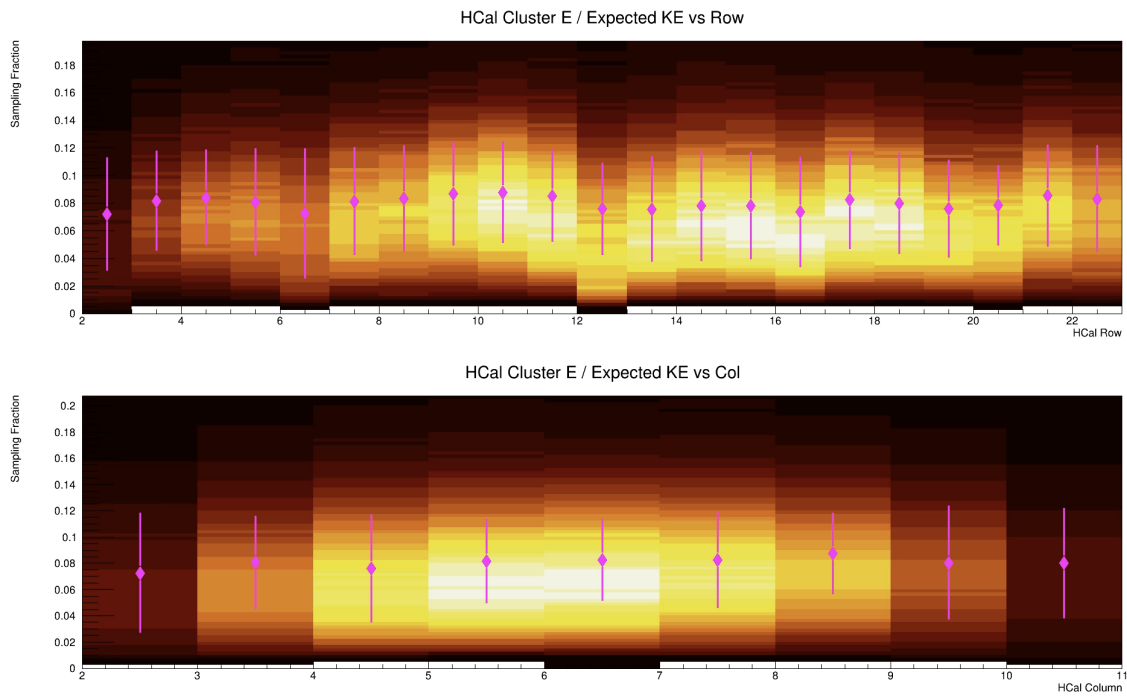 HCal Cluster E / Expected KE vs Row
Sampling Fraction
0.18
0.16
0.14
0.12
0.1
0.08
0.06
0.04
0.02
0
2 4 6 8 10 12 14 16 18 20 22
HCal Row
HCal Cluster E / Expected KE vs Col
Sampling Fraction
0.2
0.18
0.16
0.14
0.12
0.1
0.08
0.06
0.04
0.02
0
2 3 4 5 6 7 8 9 10 11
HCal Column